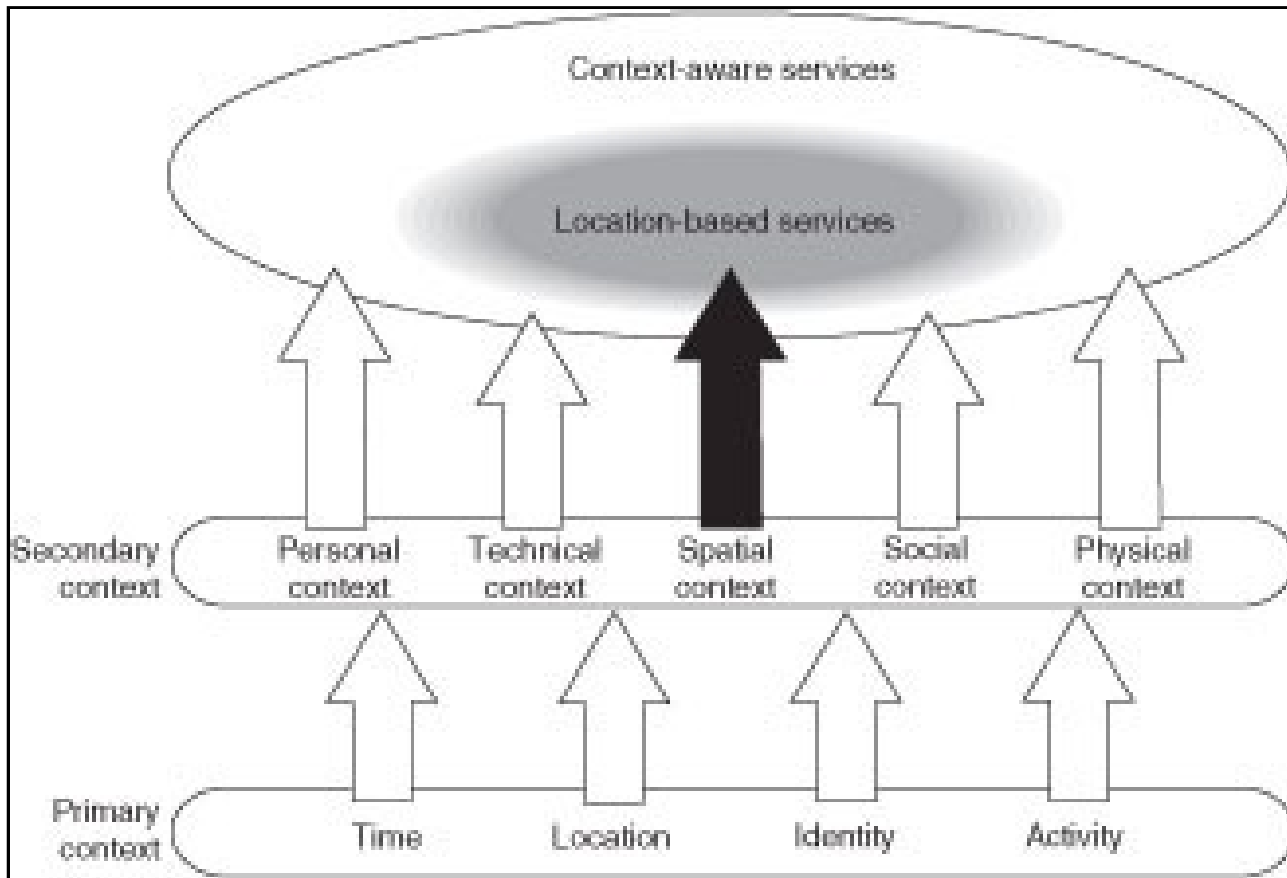 Context-aware services
Location-based services
Secondary
context
Personal
context
Technical
context
Spatial
context
Social
context
Physical
context
Primary
context
Time
Location
Identity
Activity